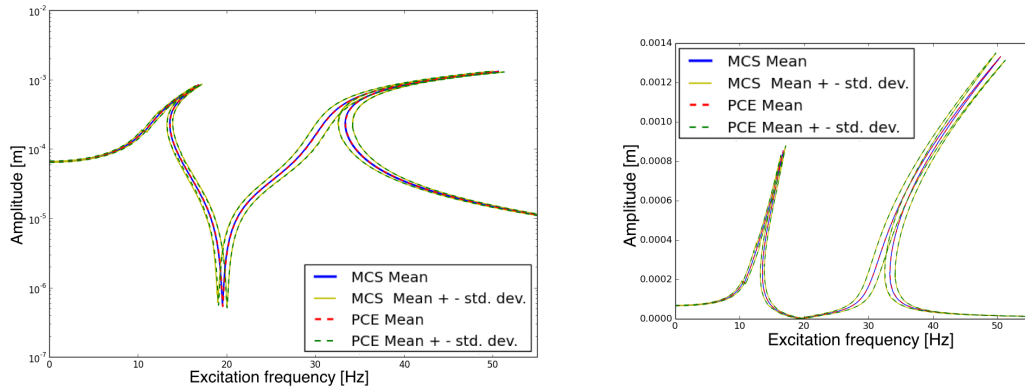 10⁻²
10⁻³
10⁻⁴
10⁻⁵
10⁻⁶
10⁻⁷
Amplitude [m]
MCS Mean
MCS Mean + - std. dev.
PCE Mean
PCE Mean + - std. dev.
0 10 20 30 40 50
Excitation frequency [Hz]
0.0014
0.0012
0.0010
0.0008
0.0006
0.0004
0.0002
0.0000
Amplitude [m]
MCS Mean
MCS Mean + - std. dev.
PCE Mean
PCE Mean + - std. dev.
0 10 20 30 40 50
Excitation frequency [Hz]